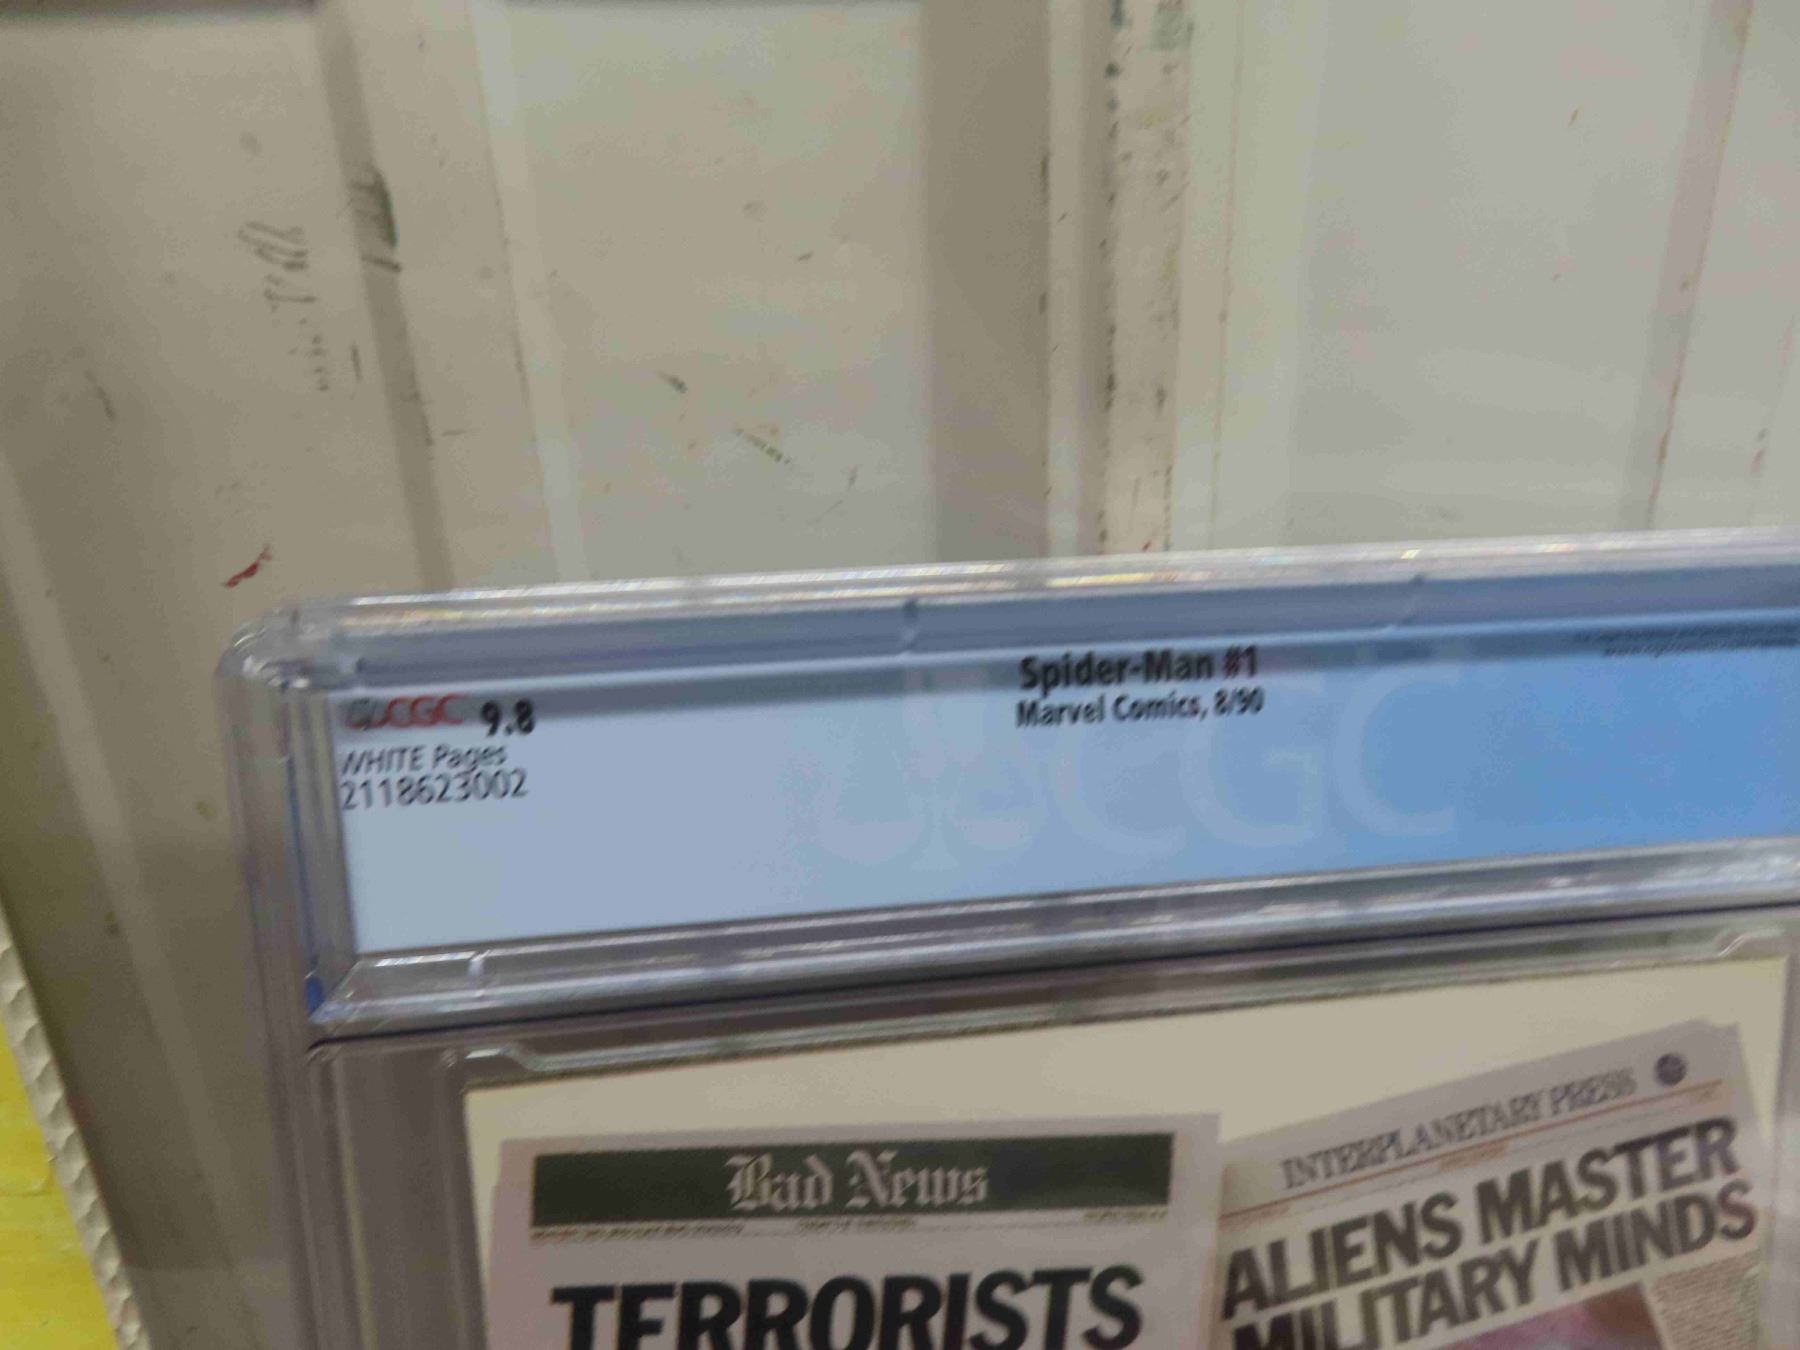 CGC 9.8
WHITE Pages
2118623002
Spider-Man #1
Marvel Comics, 8/90
CGC
Bad News
TERRORISTS
INTERPLANETARY PRESS
ALIENS MASTER
MILITARY MINDS